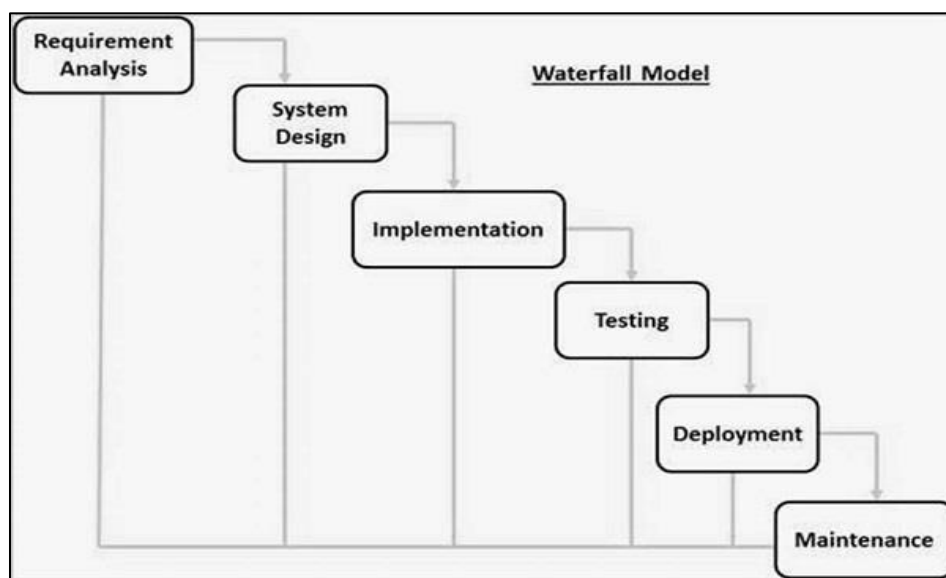 Requirement
Analysis
Waterfall Model
System
Design
Implementation
Testing
Deployment
Maintenance